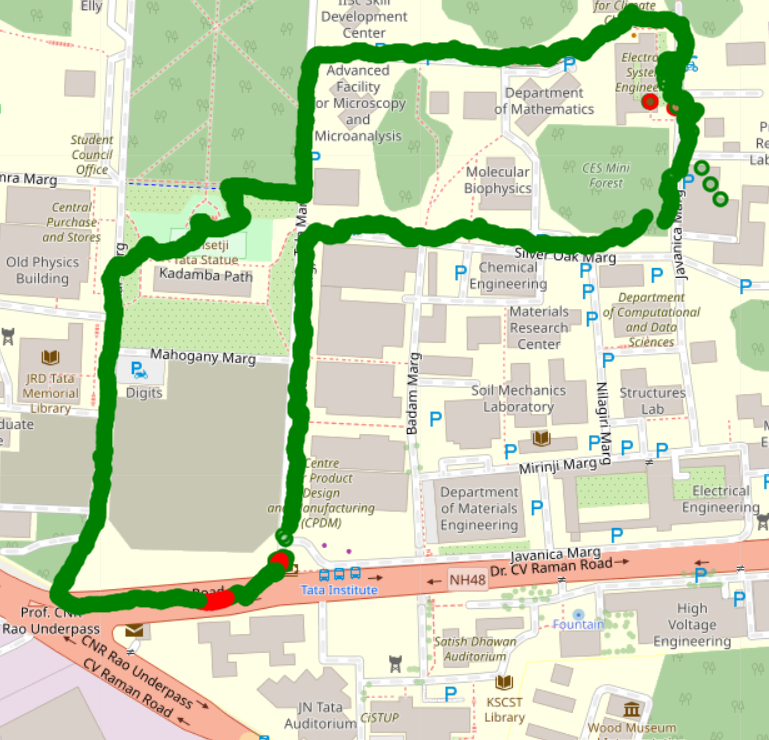 Elly
IISc Skill
Development
Center
for Climate
Advanced
Facility
or Microscopy
and
Microanalysis
Department
of Mathematics
Student
Council
Office
nra Marg
Central
Purchase
and Stores
Old Physics
Building
Molecular
Biophysics
CES Mini
Forest
Javanica Marg
Tata Statue
Kadamba Path
Silver Oak Marg
Chemical
Engineering
Materials
Research
Center
Department
of Computational
and Data
Sciences
Mahogany Marg
Digits
JRD Tata
Memorial
Library
Badam Marg
Soil Mechanics
Laboratory
Nilagiri Marg
Structures
Lab
Mirinji Marg
Centre
Product
Design
and
anufacturing
(CPDM)
Department
of Materials
Engineering
Electrical
Engineering
Javanica Marg
Dr. CV Raman Road
NH48
Tata Institute
Road
Prof. CNR
Rao Underpass
CNR Rao Underpass
CV Raman Road
Satish Dhawan
Auditorium
Fountain
High
Voltage
Engineering
JN Tata
Auditorium
CiSTUP
KSCST
Library
Wood Museum